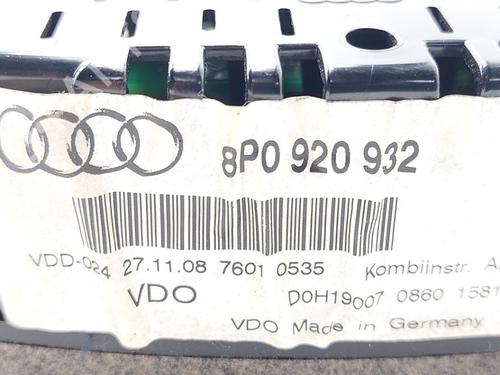 8P0 920 932
VDD-024 27.11.08 7601 0535 Kombiinstr. A
VDO D0H19007 0860 1581
VDO Made in Germany